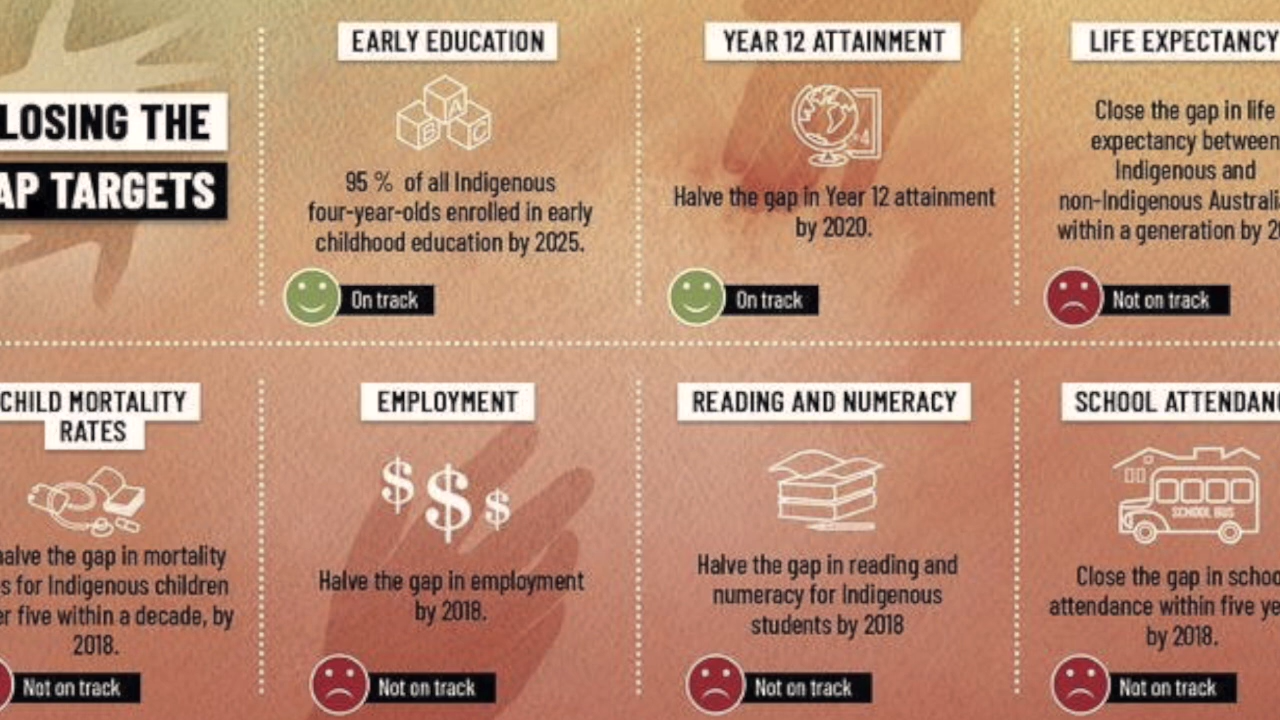 LOSING THE
AP TARGETS
EARLY EDUCATION
A
B C
95 % of all Indigenous
four-year-olds enrolled in early
childhood education by 2025.
On track
YEAR 12 ATTAINMENT
+4
Halve the gap in Year 12 attainment
by 2020.
On track
LIFE EXPECTANCY
Close the gap in life
expectancy between
Indigenous and
non-Indigenous Australia
within a generation by 20
Not on track
CHILD MORTALITY
RATES
halve the gap in mortality
s for Indigenous children
er five within a decade, by
2018.
Not on track
EMPLOYMENT
$ $ $
Halve the gap in employment
by 2018.
Not on track
READING AND NUMERACY
Halve the gap in reading and
numeracy for Indigenous
students by 2018
Not on track
SCHOOL ATTENDANC
SCHOOL BUS
Close the gap in schoo
attendance within five ye
by 2018.
Not on track